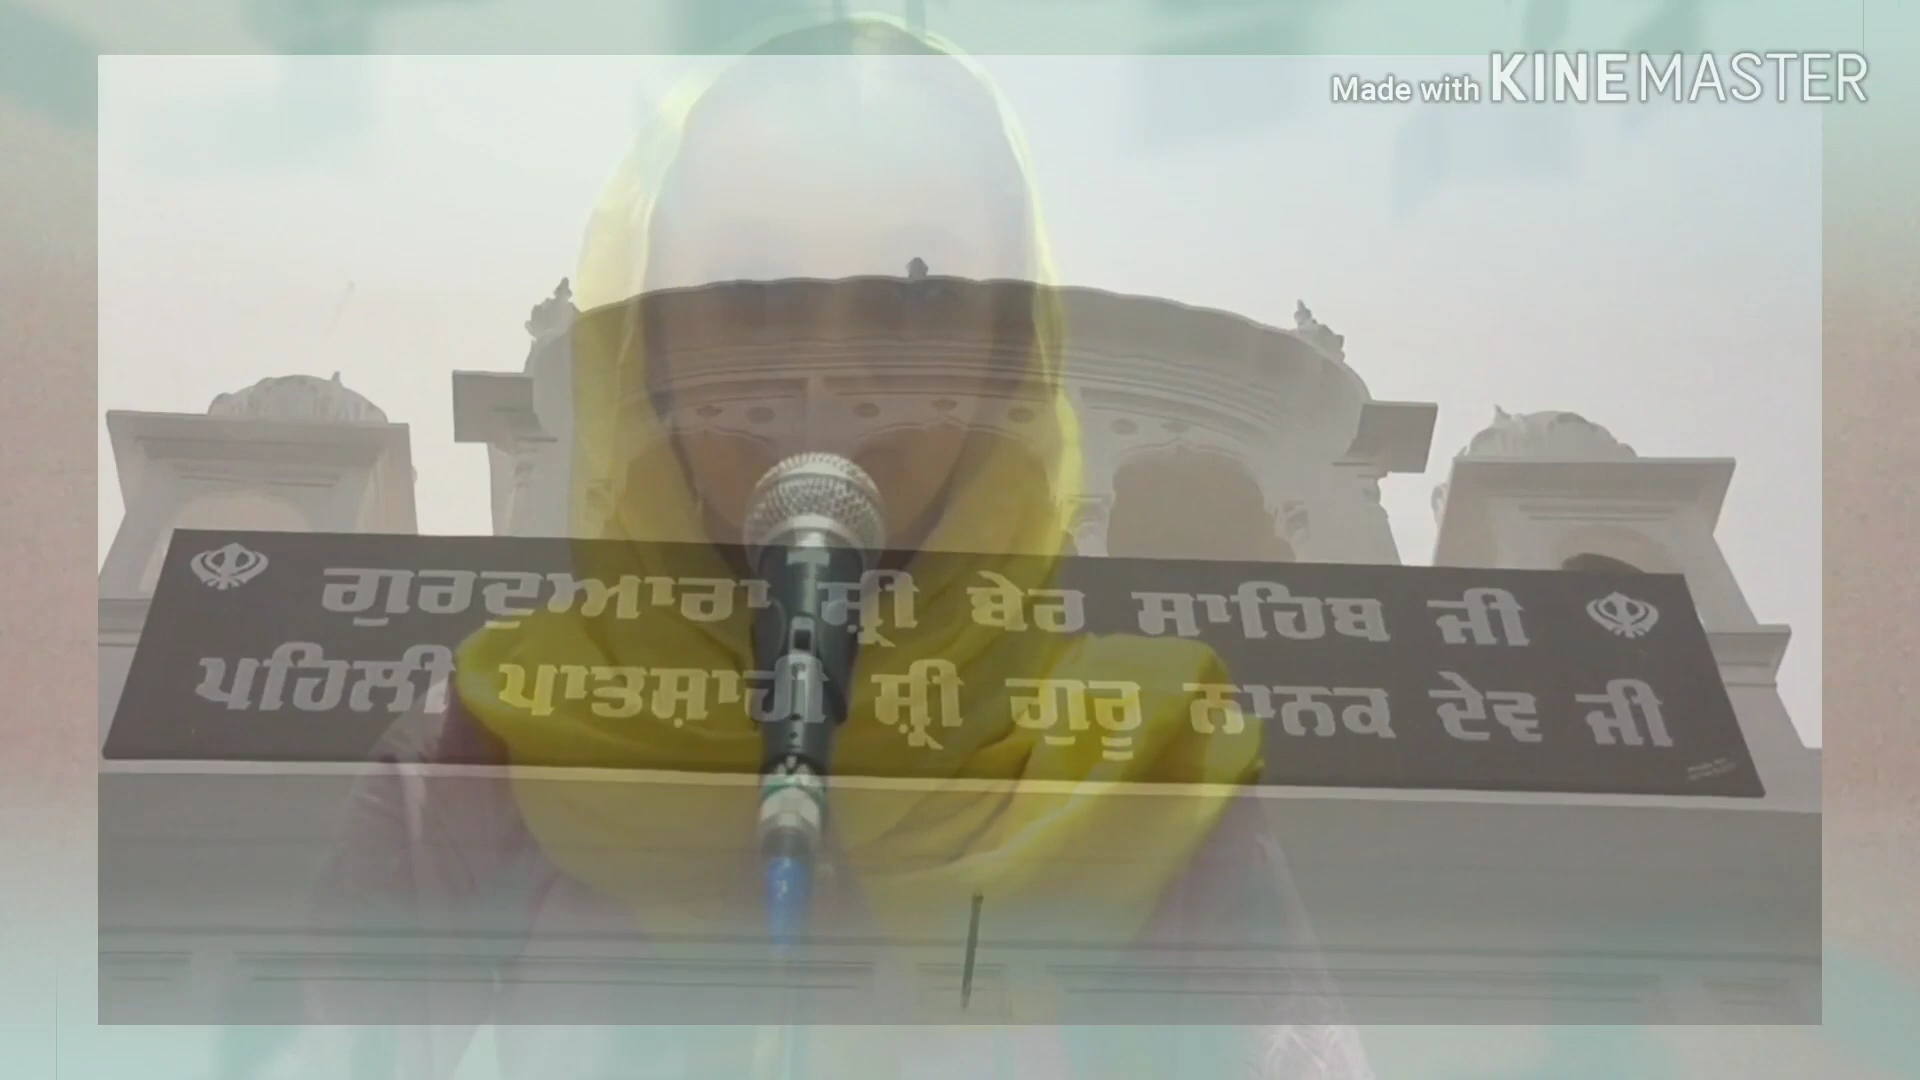 Made with KINEMASTER
ਗੁਰਦੁਆਰਾ ਸ਼੍ਰੀ ਬੇਰ ਸਾਹਿਬ ਜੀ
ਪਹਿਲੀ ਪਾਤਸ਼ਾਹੀ ਸ਼੍ਰੀ ਗੁਰੂ ਨਾਨਕ ਦੇਵ ਜੀ